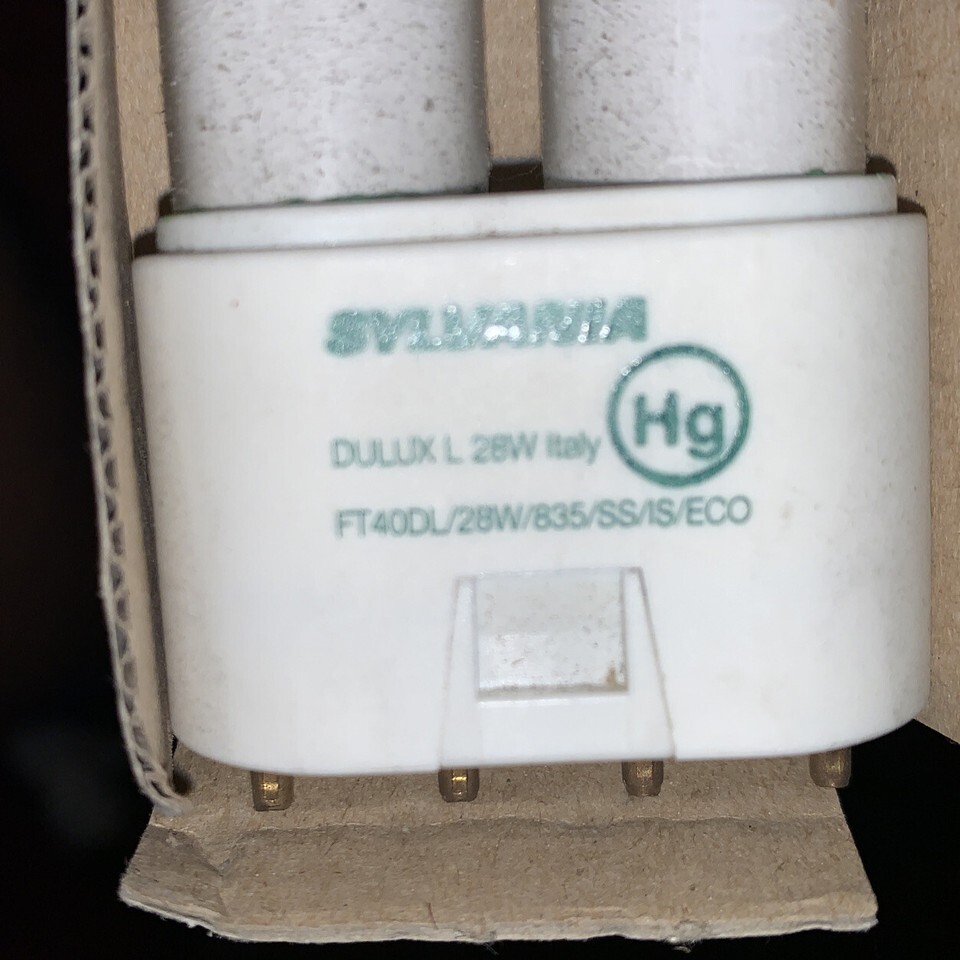 SYLVANIA
Hg
DULUX L 28W Italy
FT40DL/28W/835/SS/IS/ECO